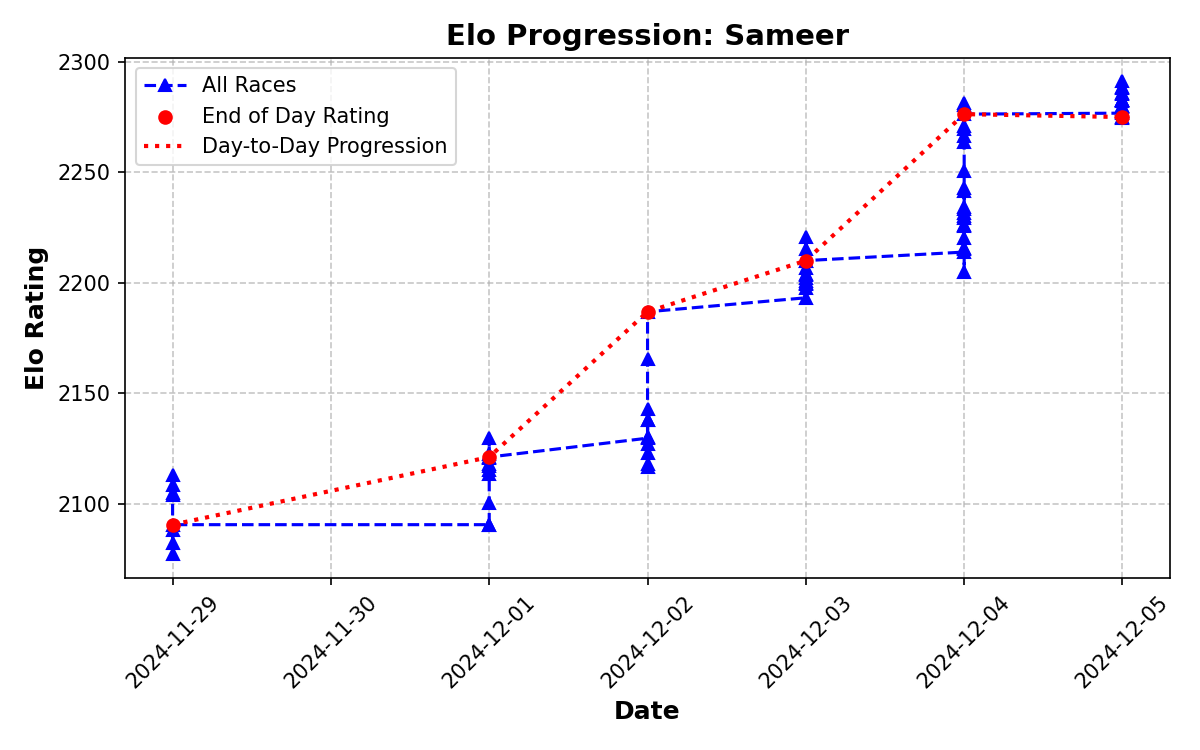 Elo Progression: Sameer
All Races
End of Day Rating
Day-to-Day Progression
Elo Rating
2300
2250
2200
2150
2100
2024-11-29
2024-11-30
2024-12-01
2024-12-02
2024-12-03
2024-12-04
2024-12-05
Date